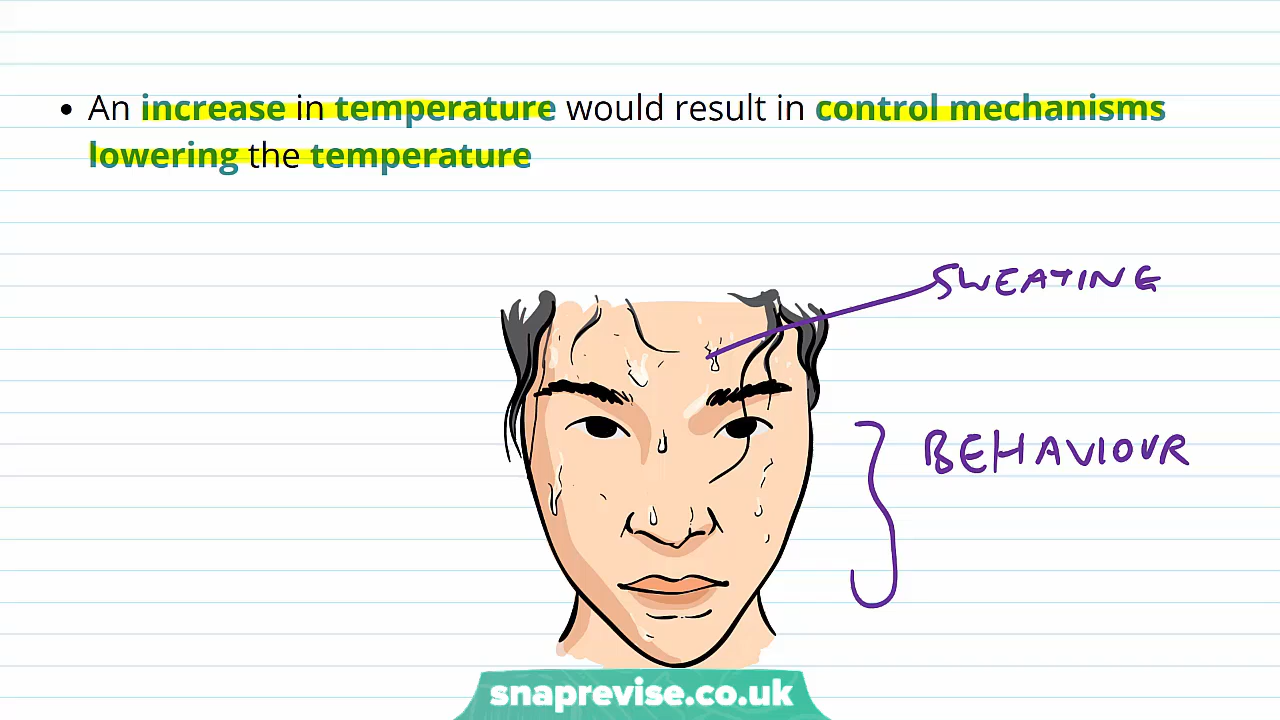 • An increase in temperature would result in control mechanisms
lowering the temperature
SWEATING
BEHAVIOUR
snaprevise.co.uk